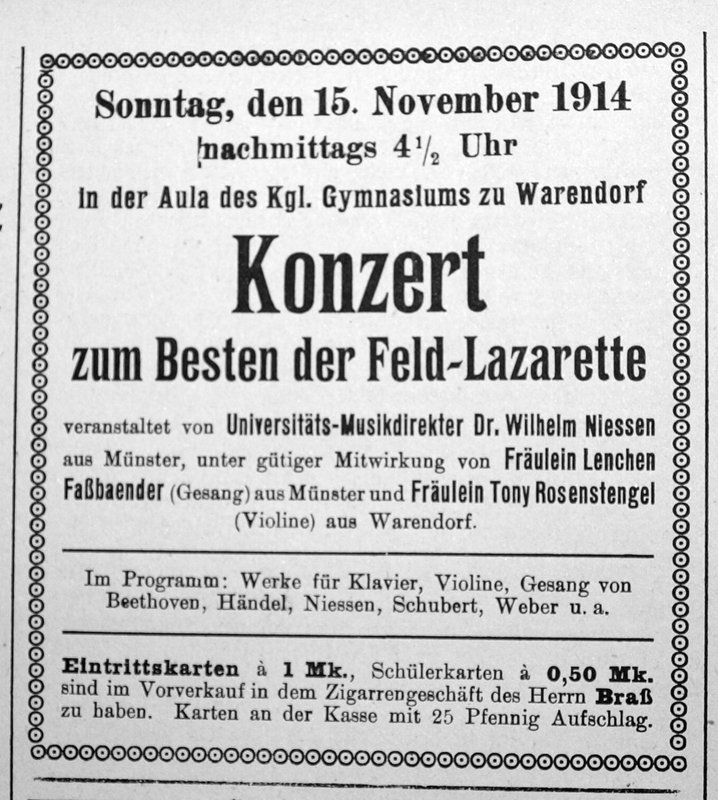 Sonntag, den 15. November 1914
nachmittags 4½ Uhr
in der Aula des Kgl. Gymnasiums zu Warendorf
Konzert
zum Besten der Feld-Lazarette
veranstaltet von Universitäts-Musikdirekter Dr. Wilhelm Niessen
aus Münster, unter gütiger Mitwirkung von Fräulein Lenchen
Faßbaender (Gesang) aus Münster und Fräulein Tony Rosenstengel
(Violine) aus Warendorf.
Im Programm: Werke für Klavier, Violine, Gesang von
Beethoven, Händel, Niessen, Schubert, Weber u. a.
Eintrittskarten à 1 Mk., Schülerkarten à 0,50 Mk.
sind im Vorverkauf in dem Zigarrengeschäft des Herrn Braß
zu haben. Karten an der Kasse mit 25 Pfennig Aufschlag.